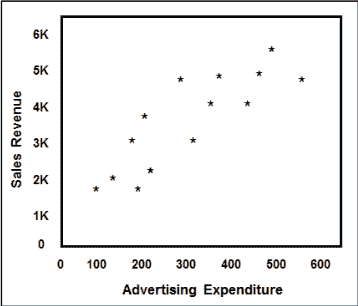 6K
5K
4K
3K
2K
1K
0
Sales Revenue
0 100 200 300 400 500 600
Advertising Expenditure